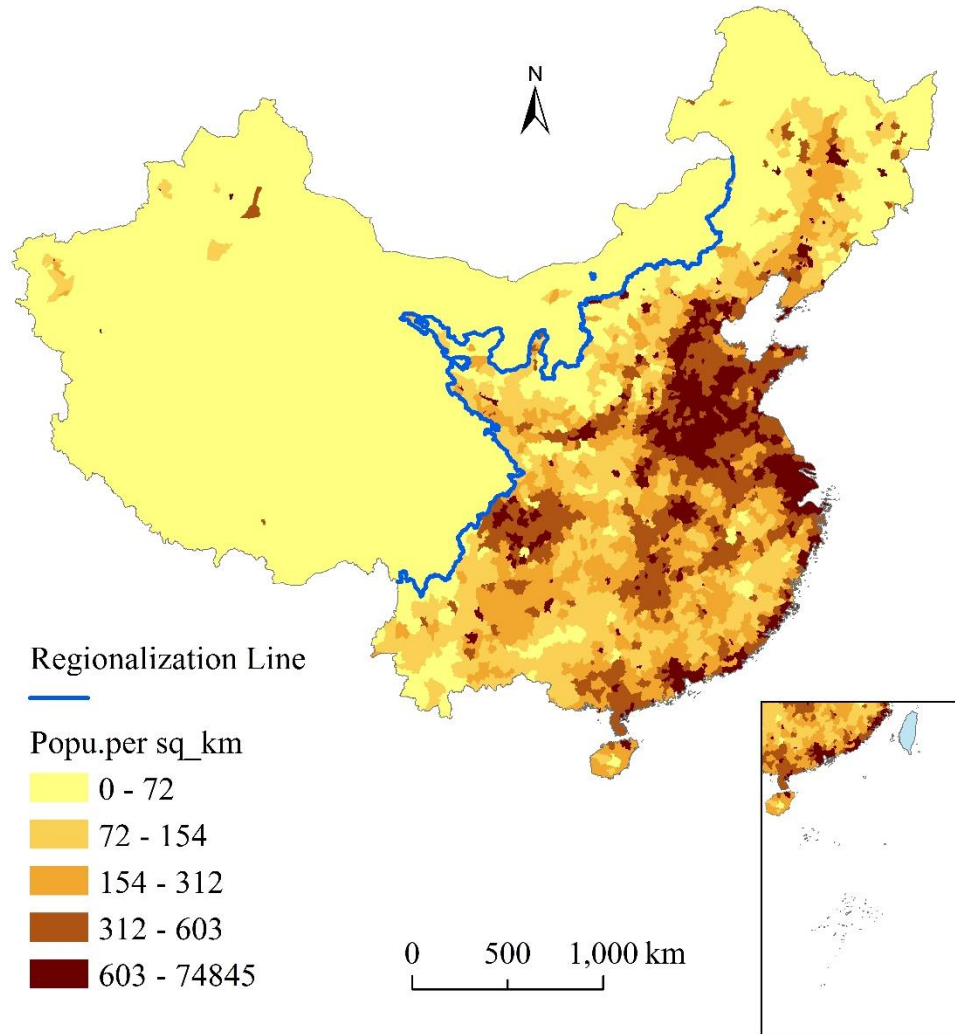 N
Regionalization Line
Popu.per sq_km
0 - 72
72 - 154
154 - 312
312 - 603
603 - 74845
0 500 1,000 km